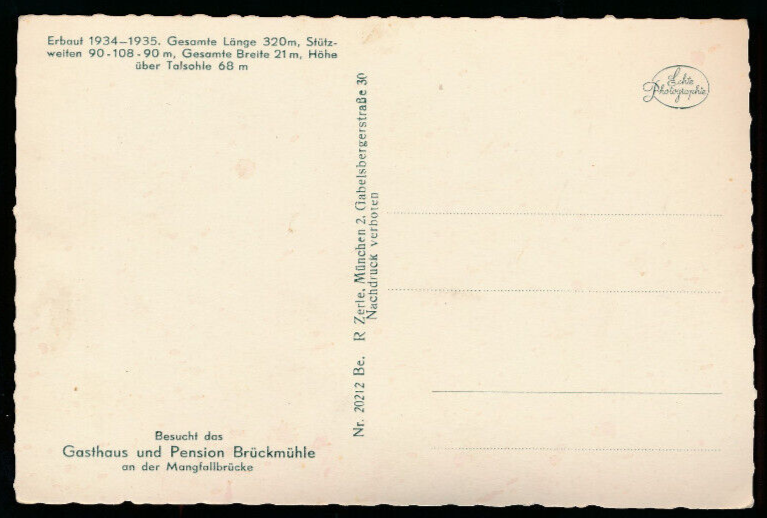 Erbaut 1934–1935. Gesamte Länge 320m, Stütz-
weiten 90-108-90 m, Gesamte Breite 21 m, Höhe
über Talsohle 68 m
Besucht das
Gasthaus und Pension Brückmühle
an der Mangfallbrücke
Nr. 20212 Be. R Zerle, München 2, Gabelsbergerstraße 30
Nachdruck verboten
Echte
Photographie